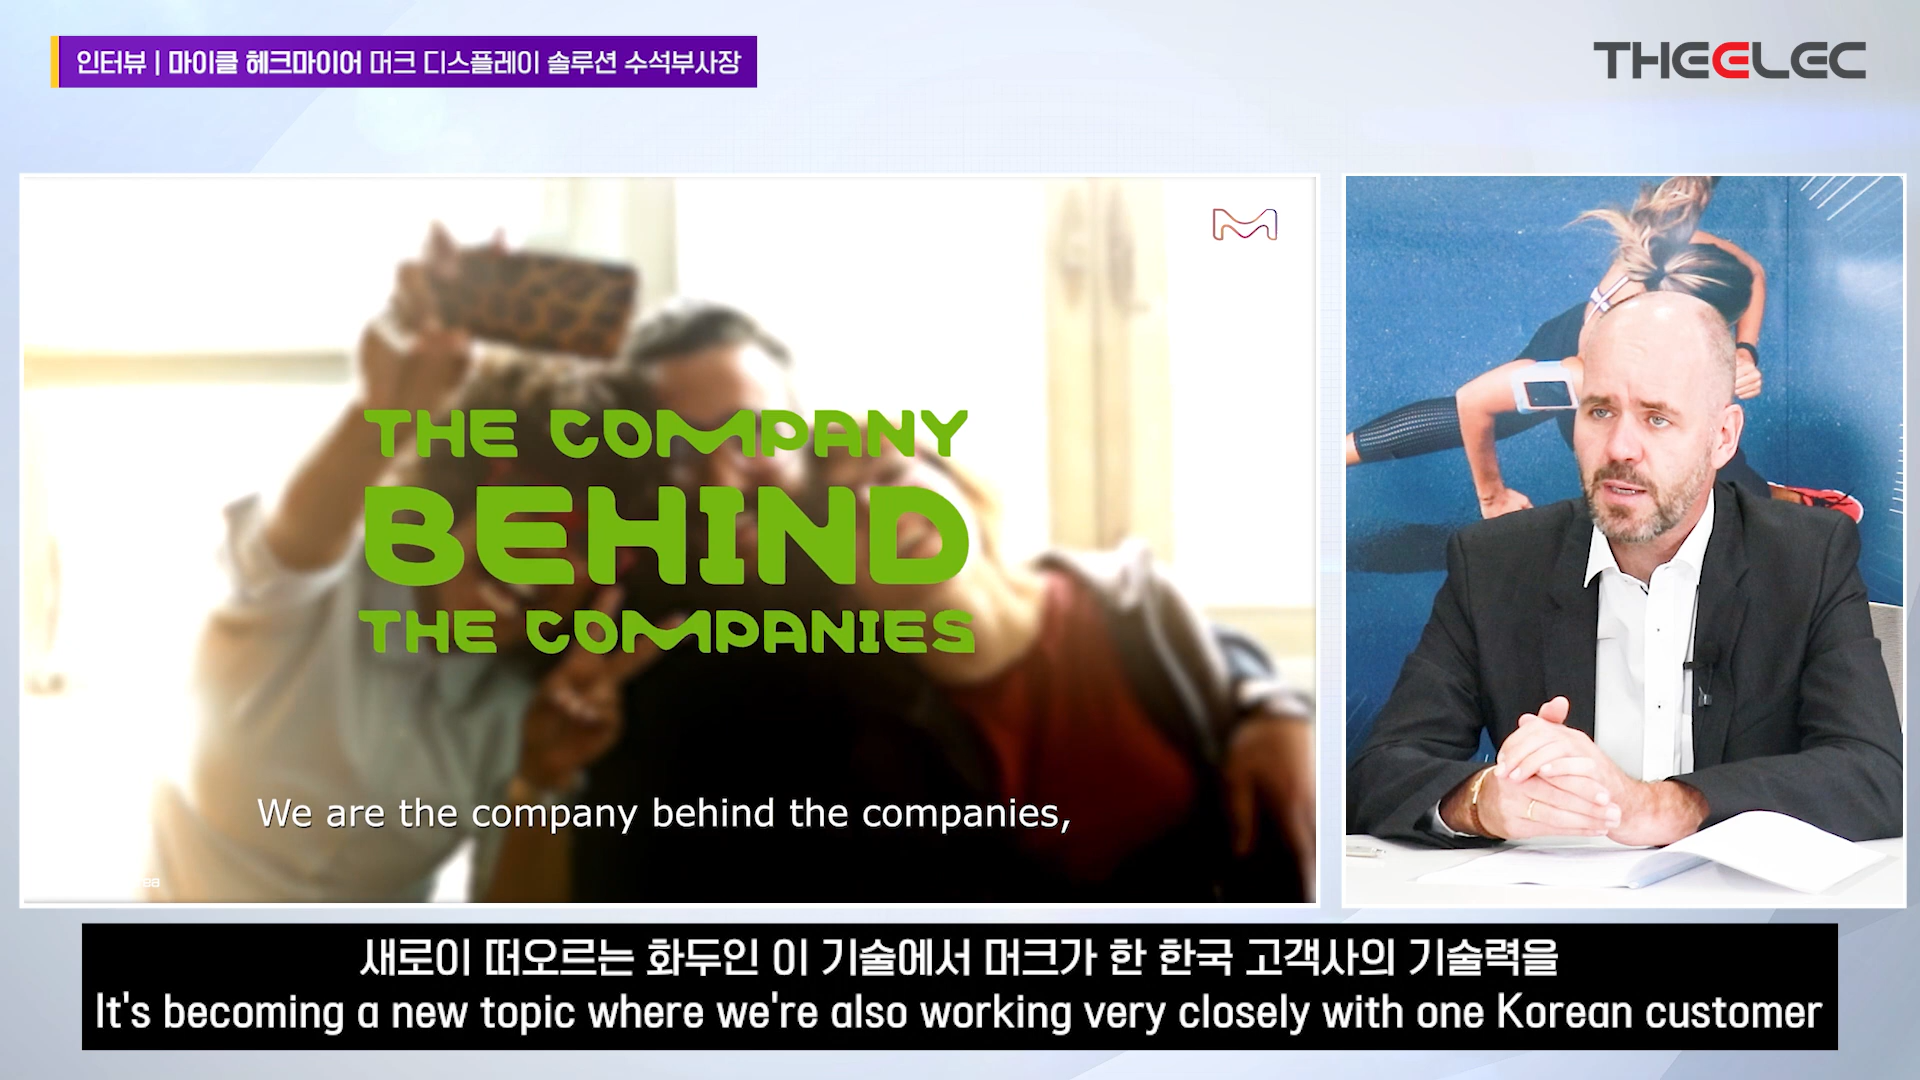 인터뷰 | 마이클 헤크마이어 머크 디스플레이 솔루션 수석부사장
THEELEC
THE COMPANY
BEHIND
THE COMPANIES
We are the company behind the companies,
새로이 떠오르는 화두인 이 기술에서 머크가 한 한국 고객사의 기술력을
It's becoming a new topic where we're also working very closely with one Korean customer